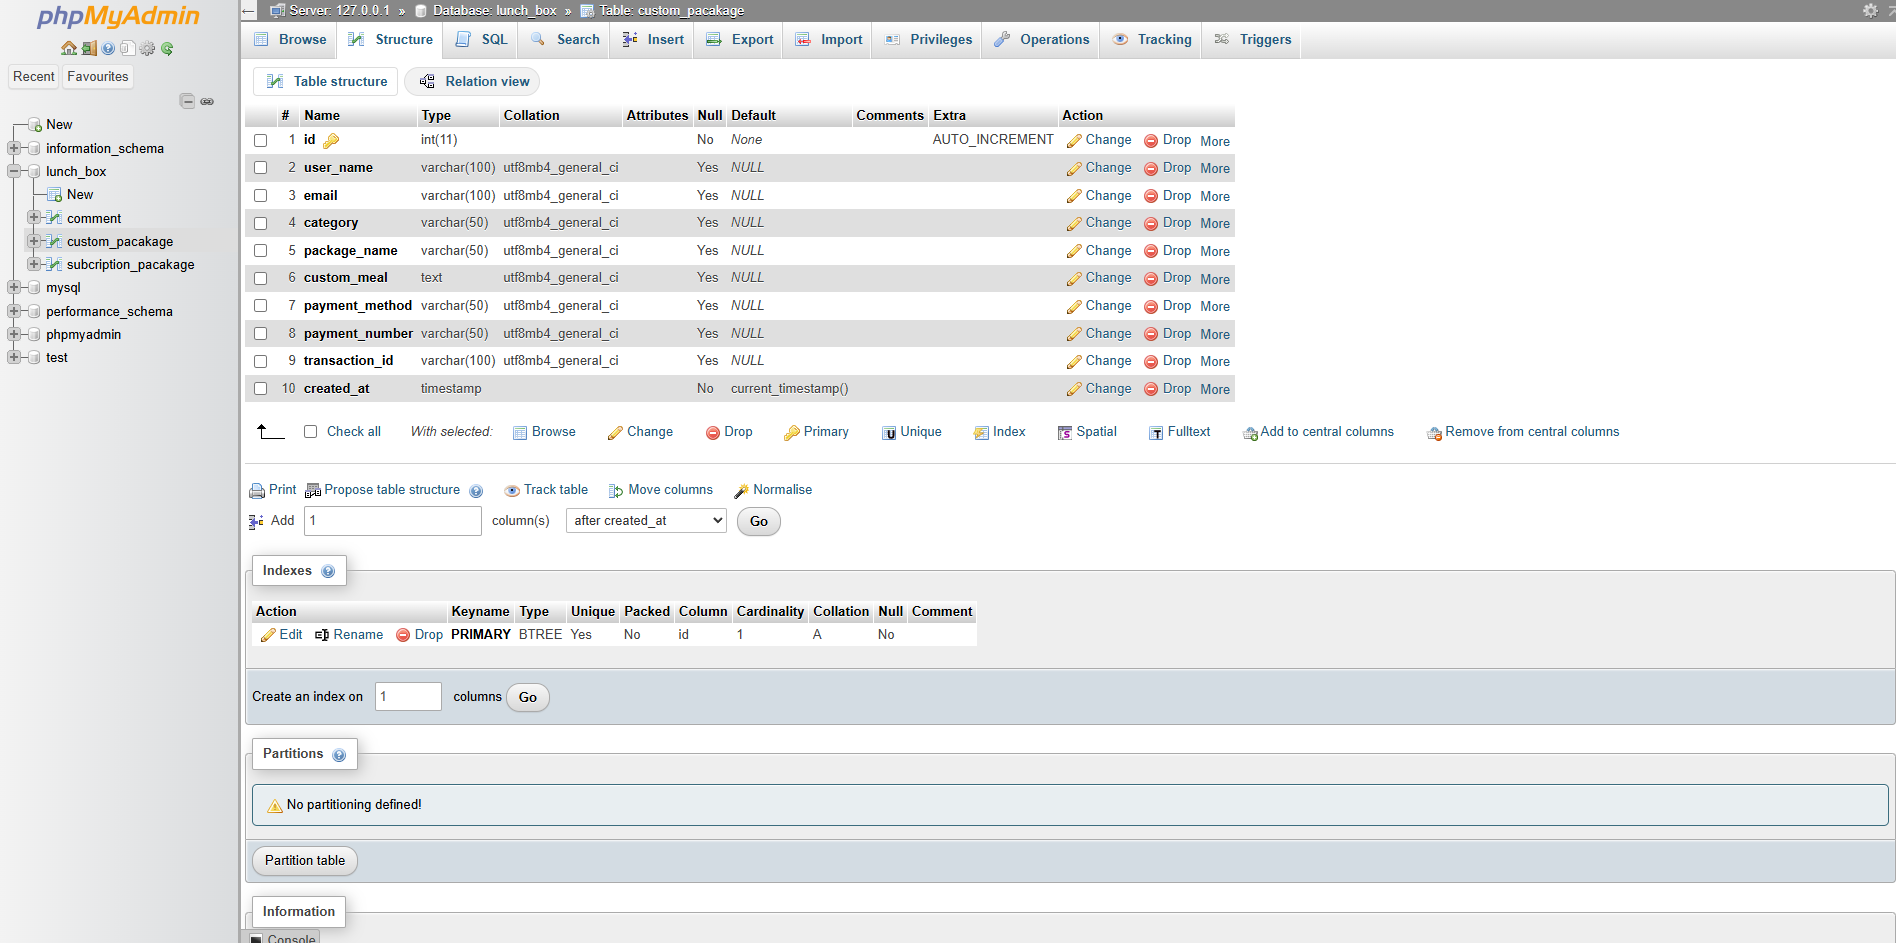 phpMyAdmin
Recent Favourites
New
information_schema
lunch_box
New
comment
custom_pacakage
subcription_pacakage
mysql
performance_schema
phpmyadmin
test
Server: 127.0.0.1 » Database: lunch_box » Table: custom_pacakage
Browse Structure SQL Search Insert Export Import Privileges Operations Tracking Triggers
Table structure Relation view
# Name Type Collation Attributes Null Default Comments Extra Action
1 id int(11) No None AUTO_INCREMENT Change Drop More
2 user_name varchar(100) utf8mb4_general_ci Yes NULL Change Drop More
3 email varchar(100) utf8mb4_general_ci Yes NULL Change Drop More
4 category varchar(50) utf8mb4_general_ci Yes NULL Change Drop More
5 package_name varchar(50) utf8mb4_general_ci Yes NULL Change Drop More
6 custom_meal text utf8mb4_general_ci Yes NULL Change Drop More
7 payment_method varchar(50) utf8mb4_general_ci Yes NULL Change Drop More
8 payment_number varchar(50) utf8mb4_general_ci Yes NULL Change Drop More
9 transaction_id varchar(100) utf8mb4_general_ci Yes NULL Change Drop More
10 created_at timestamp No current_timestamp() Change Drop More
Check all With selected: Browse Change Drop Primary Unique Index Spatial Fulltext Add to central columns Remove from central columns
Print Propose table structure Track table Move columns Normalise
Add 1 column(s) after created_at Go
Indexes
Action Keyname Type Unique Packed Column Cardinality Collation Null Comment
Edit Rename Drop PRIMARY BTREE Yes No id 1 A No
Create an index on 1 columns Go
Partitions
No partitioning defined!
Partition table
Information
Console